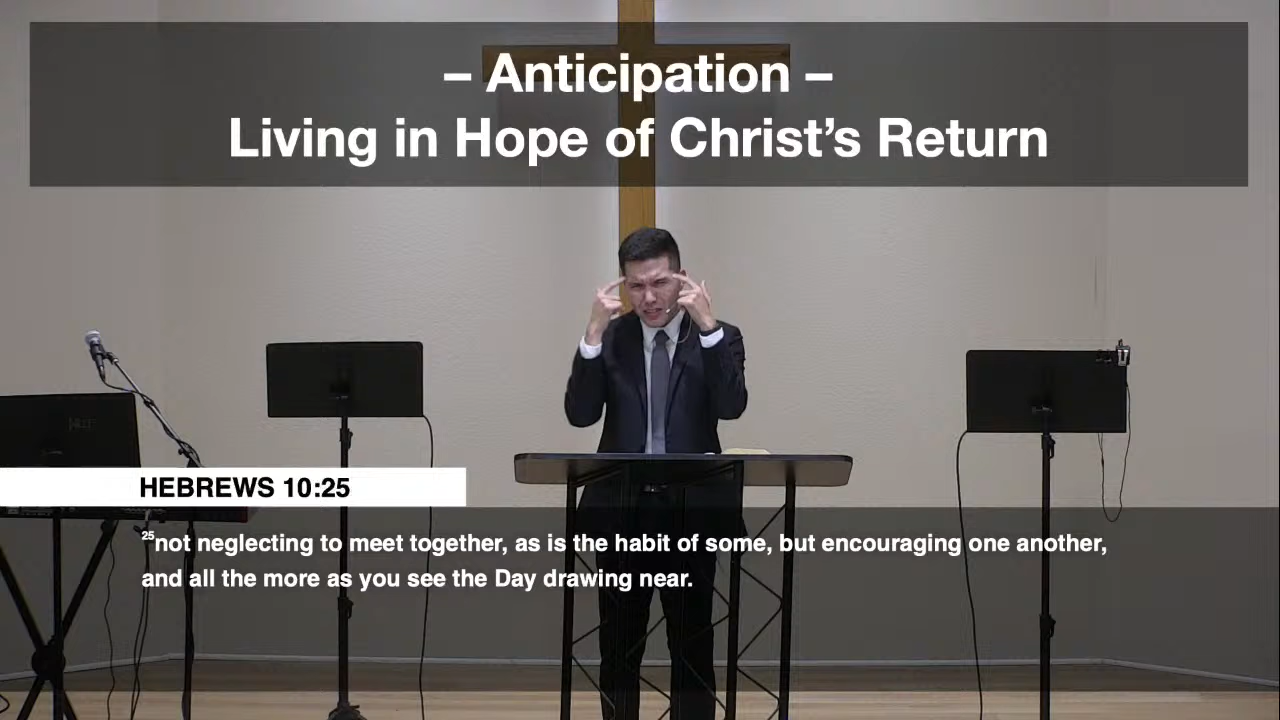 – Anticipation –
Living in Hope of Christ’s Return
HEBREWS 10:25
25not neglecting to meet together, as is the habit of some, but encouraging one another,
and all the more as you see the Day drawing near.